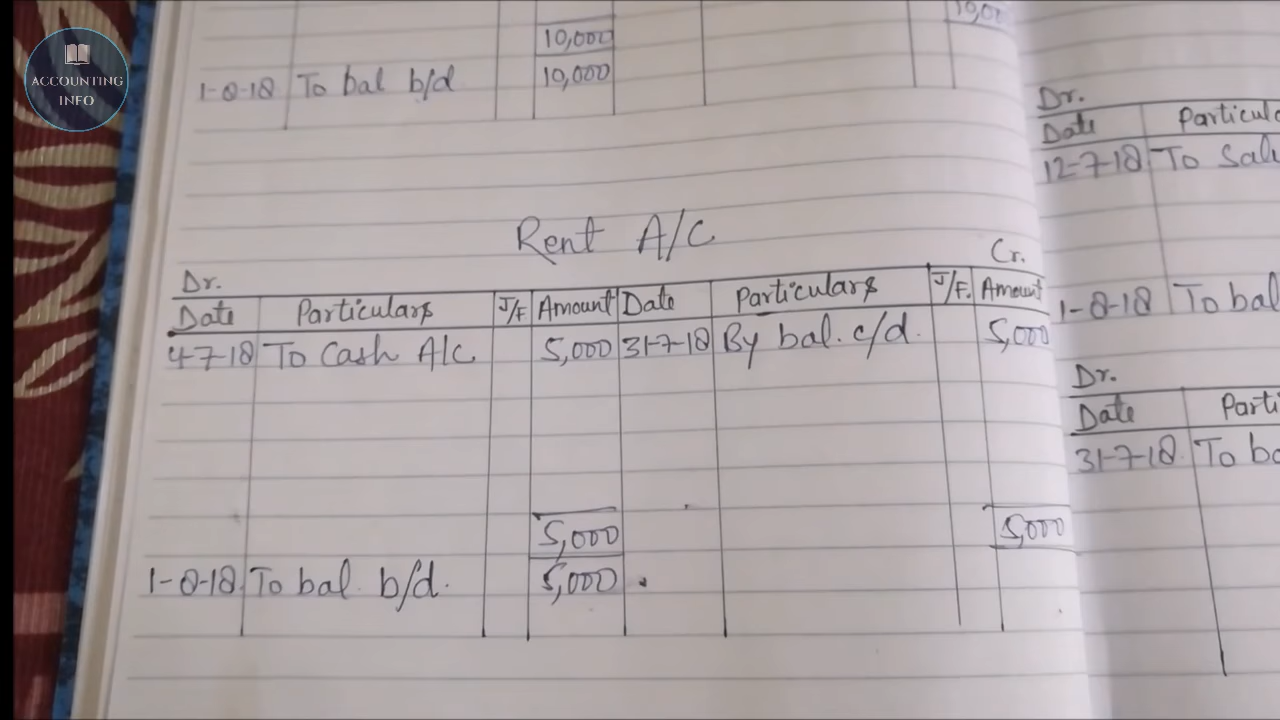 ACCOUNTING
INFO
10,000
1-8-18 To bal b/d 10,000
Rent A/C
Dr. Cr.
Date Particulars J/F Amount Date Particulars J/F. Amount
4-7-18 To Cash A/C 5,000 31-7-18 By bal. c/d. 5,000
5,000 5,000
1-8-18 To bal. b/d. 5,000
Dr.
Date
12-7-18 To
1-8-18 To bal
Dr.
Date
31-7-18 To